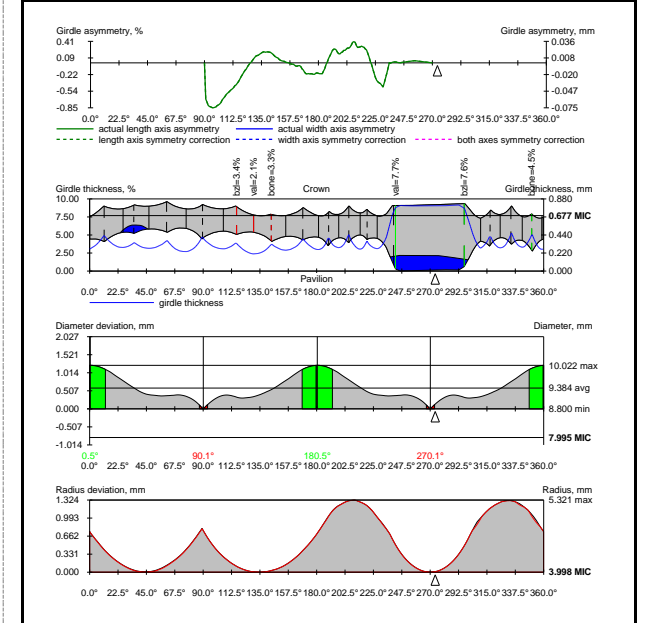 Girdle asymmetry, % Girdle asymmetry, mm
0.41 0.036
0.09 0.008
-0.22 -0.020
-0.54 -0.047
-0.85 -0.075
0.0° 22.5° 45.0° 67.5° 90.0° 112.5° 135.0° 157.5° 180.0° 202.5° 225.0° 247.5° 270.0° 292.5° 315.0° 337.5° 360.0°
actual length axis asymmetry actual width axis asymmetry
length axis symmetry correction width axis symmetry correction both axes symmetry correction
bzl=3.4% val=2.1% bone=3.3% val=7.7% bzl=7.6% bone=4.5%
Girdle thickness, % Crown Girdle thickness, mm
10.00 0.880
7.50 0.677 MIC
5.00 0.440
2.50 0.220
0.00 0.000
Pavilion
0.0° 22.5° 45.0° 67.5° 90.0° 112.5° 135.0° 157.5° 180.0° 202.5° 225.0° 247.5° 270.0° 292.5° 315.0° 337.5° 360.0°
girdle thickness
Diameter deviation, mm Diameter, mm
2.027
1.521
1.014 10.022 max
0.507 9.384 avg
0.000 8.800 min
-0.507
-1.014 7.995 MIC
0.5° 90.1° 180.5° 270.1°
0.0° 22.5° 45.0° 67.5° 90.0° 112.5° 135.0° 157.5° 180.0° 202.5° 225.0° 247.5° 270.0° 292.5° 315.0° 337.5° 360.0°
Radius deviation, mm Radius, mm
1.324 5.321 max
0.993
0.662
0.331
0.000 3.998 MIC
0.0° 22.5° 45.0° 67.5° 90.0° 112.5° 135.0° 157.5° 180.0° 202.5° 225.0° 247.5° 270.0° 292.5° 315.0° 337.5° 360.0°